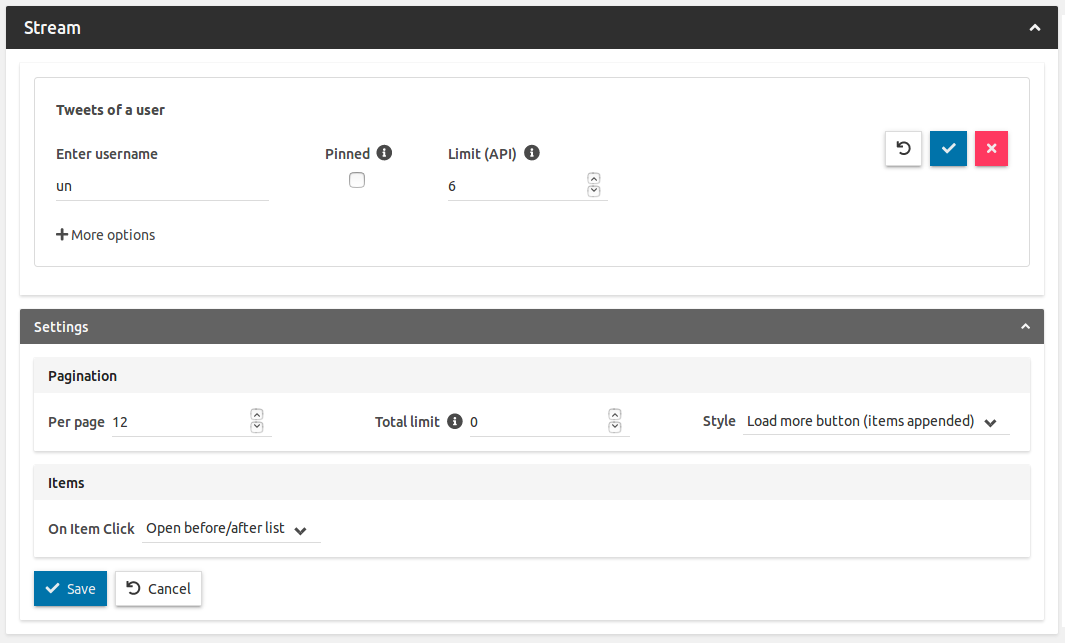 Stream
Tweets of a user
Enter username Pinned Limit (API)
un 6
More options
Settings
Pagination
Per page 12 Total limit 0 Style Load more button (items appended)
Items
On Item Click Open before/after list
Save Cancel